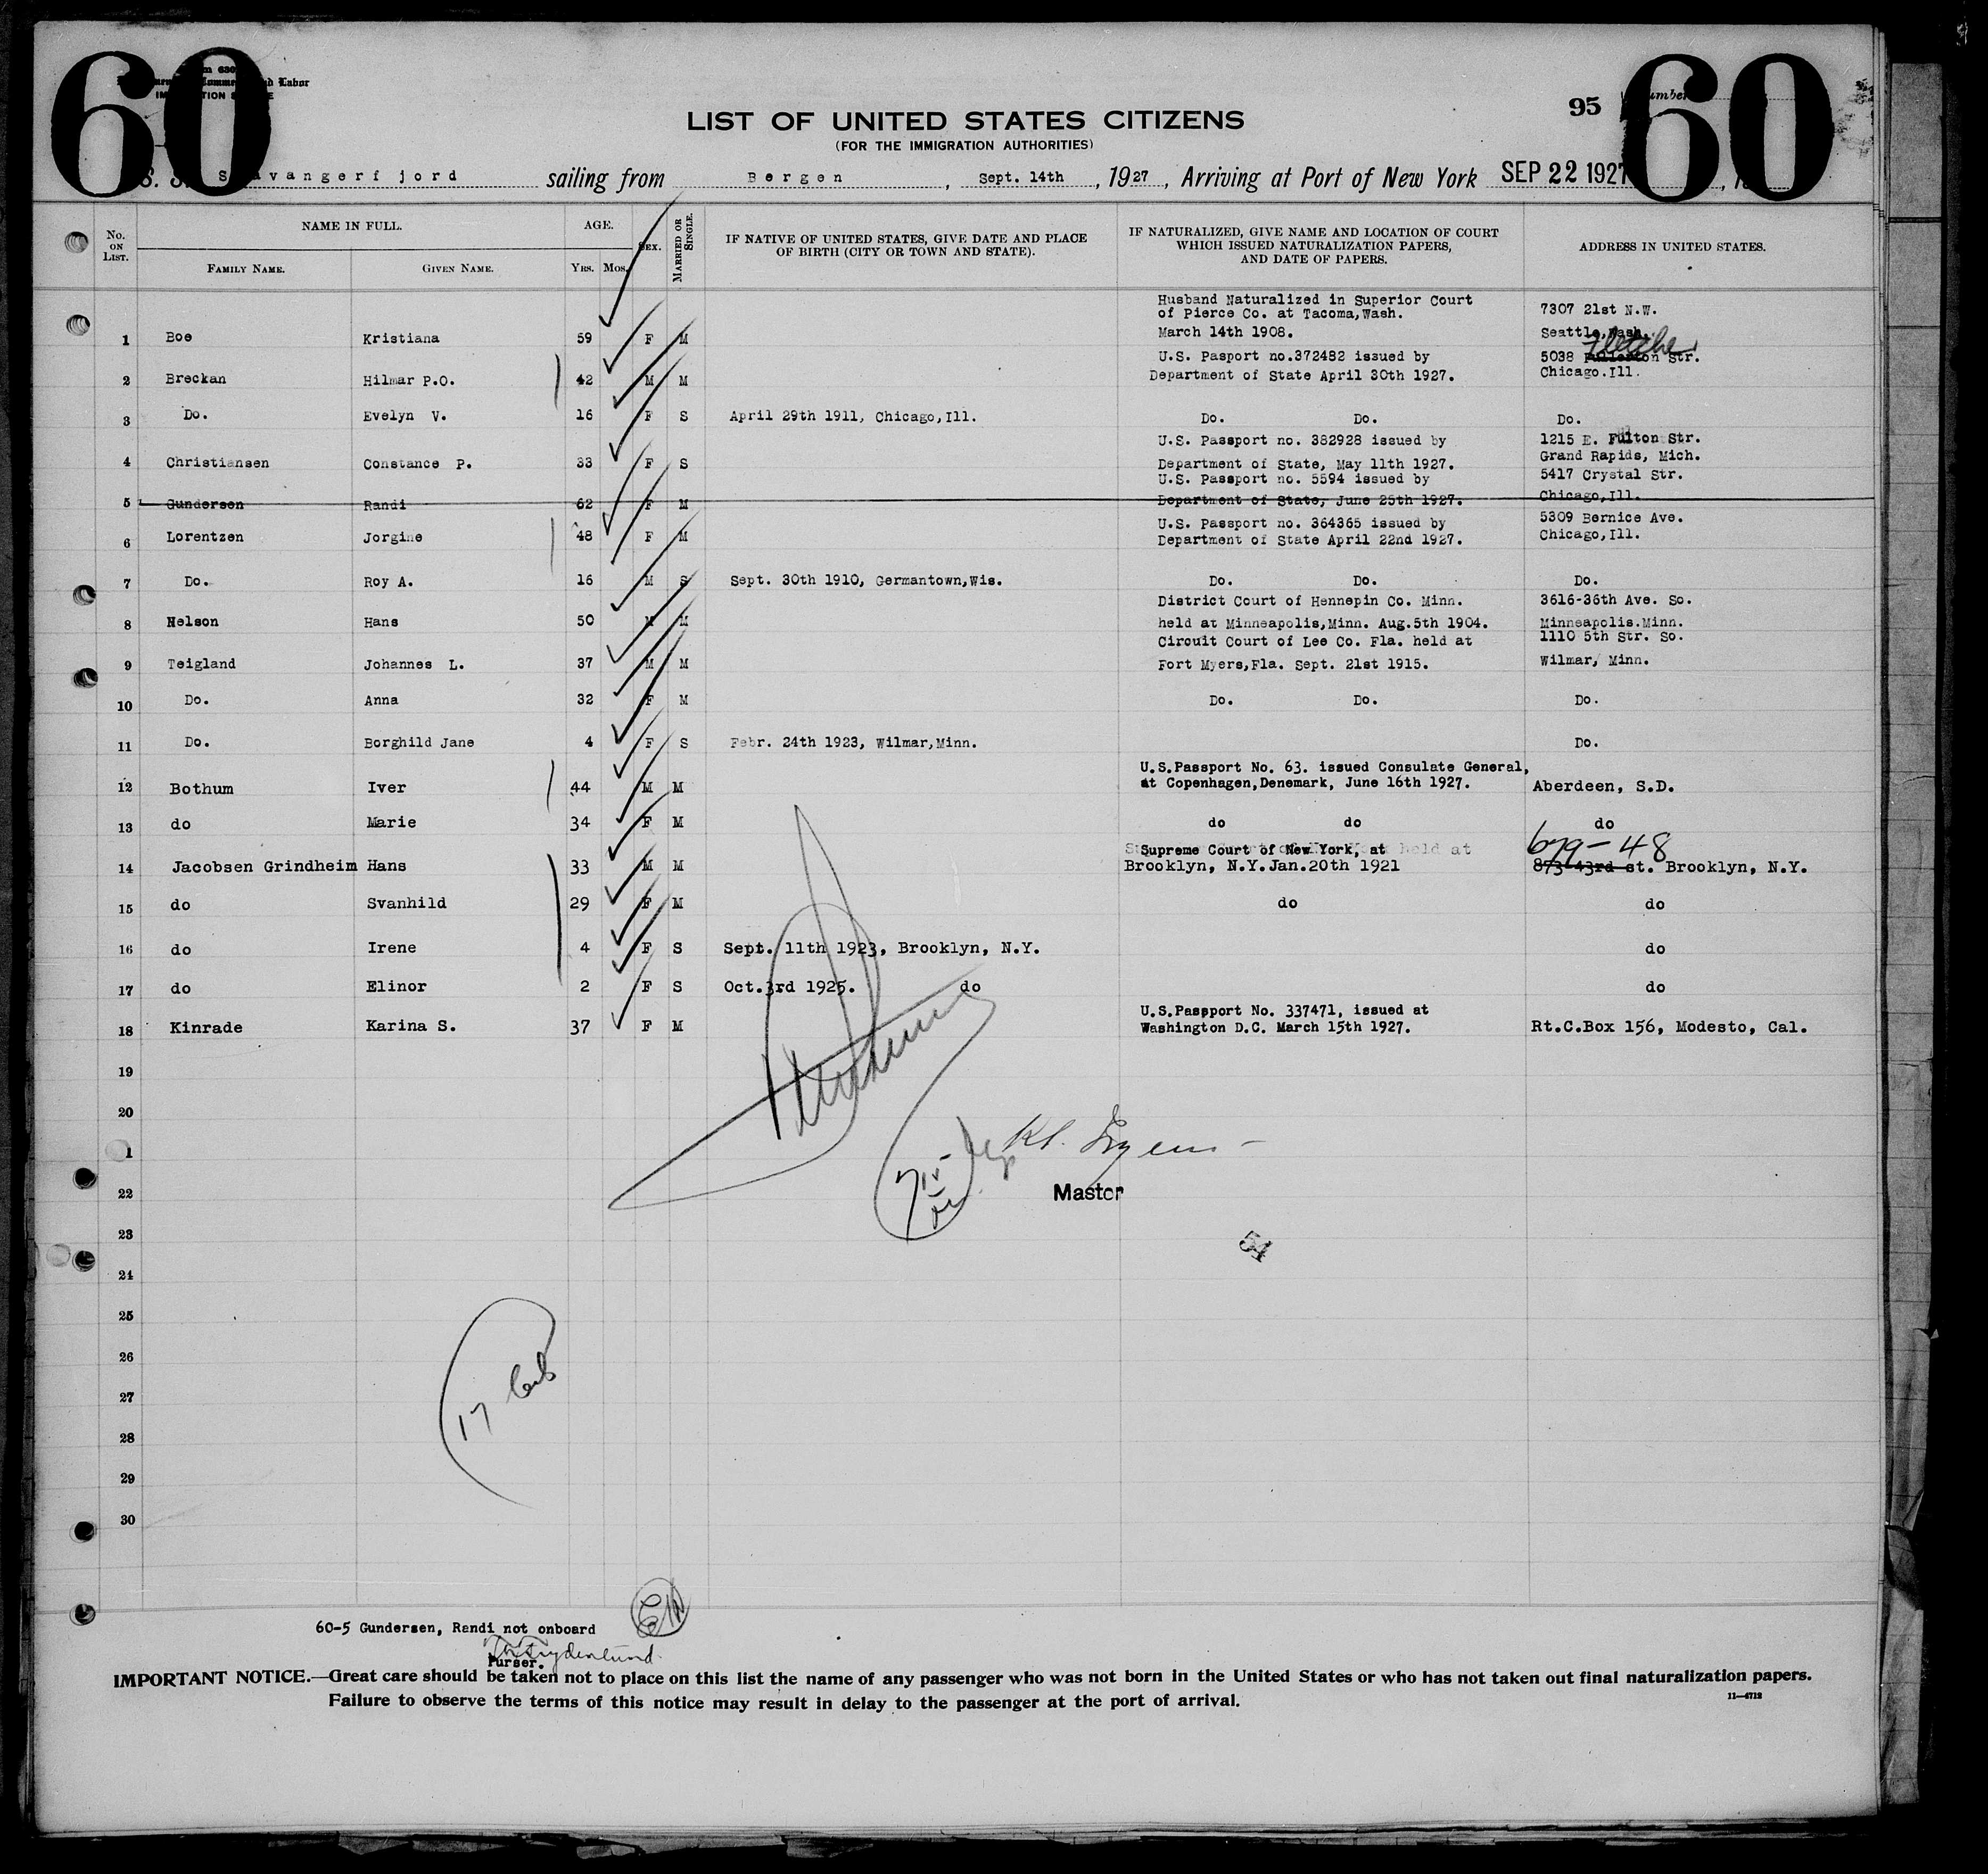 60
60
95
LIST OF UNITED STATES CITIZENS
(FOR THE IMMIGRATION AUTHORITIES)
S. S. Stavangerfjord sailing from Bergen, Sept. 14th, 1927, Arriving at Port of New York SEP 22 1927
No. ON LIST. NAME IN FULL. AGE. SEX. MARRIED OR SINGLE. IF NATIVE OF UNITED STATES, GIVE DATE AND PLACE OF BIRTH (CITY OR TOWN AND STATE). IF NATURALIZED, GIVE NAME AND LOCATION OF COURT WHICH ISSUED NATURALIZATION PAPERS, AND DATE OF PAPERS. ADDRESS IN UNITED STATES.
FAMILY NAME. GIVEN NAME. YRS. MOS.
Husband Naturalized in Superior Court
of Pierce Co. at Tacoma,Wash. 7307 21st N.W.
1 Boe Kristiana 59 F M March 14th 1908. Seattle,Wash.
U.S. Pasport no.372482 issued by 5038 Fullerton Str. Fletcher
2 Breckan Hilmar P.O. 42 M M Department of State April 30th 1927. Chicago.Ill.
3 Do. Evelyn V. 16 F S April 29th 1911, Chicago,Ill. Do. Do. Do.
U.S. Passport no. 382928 issued by 1215 E. Fulton Str.
4 Christiansen Constance P. 33 F S Department of State, May 11th 1927. Grand Rapids, Mich.
U.S. Passport no. 5594 issued by 5417 Crystal Str.
5 Gundersen Randi 62 F M Department of State, June 25th 1927. Chicago,Ill.
U.S. Passport no. 364365 issued by 5309 Bernice Ave.
6 Lorentzen Jorgine 48 F M Department of State April 22nd 1927. Chicago,Ill.
7 Do. Roy A. 16 M S Sept. 30th 1910, Germantown,Wis. Do. Do. Do.
District Court of Hennepin Co. Minn. 3616-36th Ave. So.
8 Nelson Hans 50 M M held at Minneapolis,Minn. Aug.5th 1904. Minneapolis.Minn.
Circuit Court of Lee Co. Fla. held at 1110 5th Str. So.
9 Teigland Johannes L. 37 M M Fort Myers,Fla. Sept. 21st 1915. Wilmar, Minn.
10 Do. Anna 32 F M Do. Do. Do.
11 Do. Borghild Jane 4 F S Febr. 24th 1923, Wilmar,Minn. Do.
U.S.Passport No. 63. issued Consulate General,
12 Bothum Iver 44 M M at Copenhagen,Denemark, June 16th 1927. Aberdeen, S.D.
13 do Marie 34 F M do do do
Supreme Court of New York, at held at 679-48
14 Jacobsen Grindheim Hans 33 M M Brooklyn, N.Y.Jan.20th 1921 873-43rd st. Brooklyn, N.Y.
15 do Svanhild 29 F M do do
16 do Irene 4 F S Sept. 11th 1923, Brooklyn, N.Y. do
17 do Elinor 2 F S Oct.3rd 1925. do do
U.S.Passport No. 337471, issued at
18 Kinrade Karina S. 37 F M Washington D.C. March 15th 1927. Rt.C.Box 156, Modesto, Cal.
19
20
1
22 Master
23
54
24
25
26
27
17
28
29
30
60-5 Gundersen, Randi not onboard
Purser.
IMPORTANT NOTICE.—Great care should be taken not to place on this list the name of any passenger who was not born in the United States or who has not taken out final naturalization papers.
Failure to observe the terms of this notice may result in delay to the passenger at the port of arrival.
11—4712